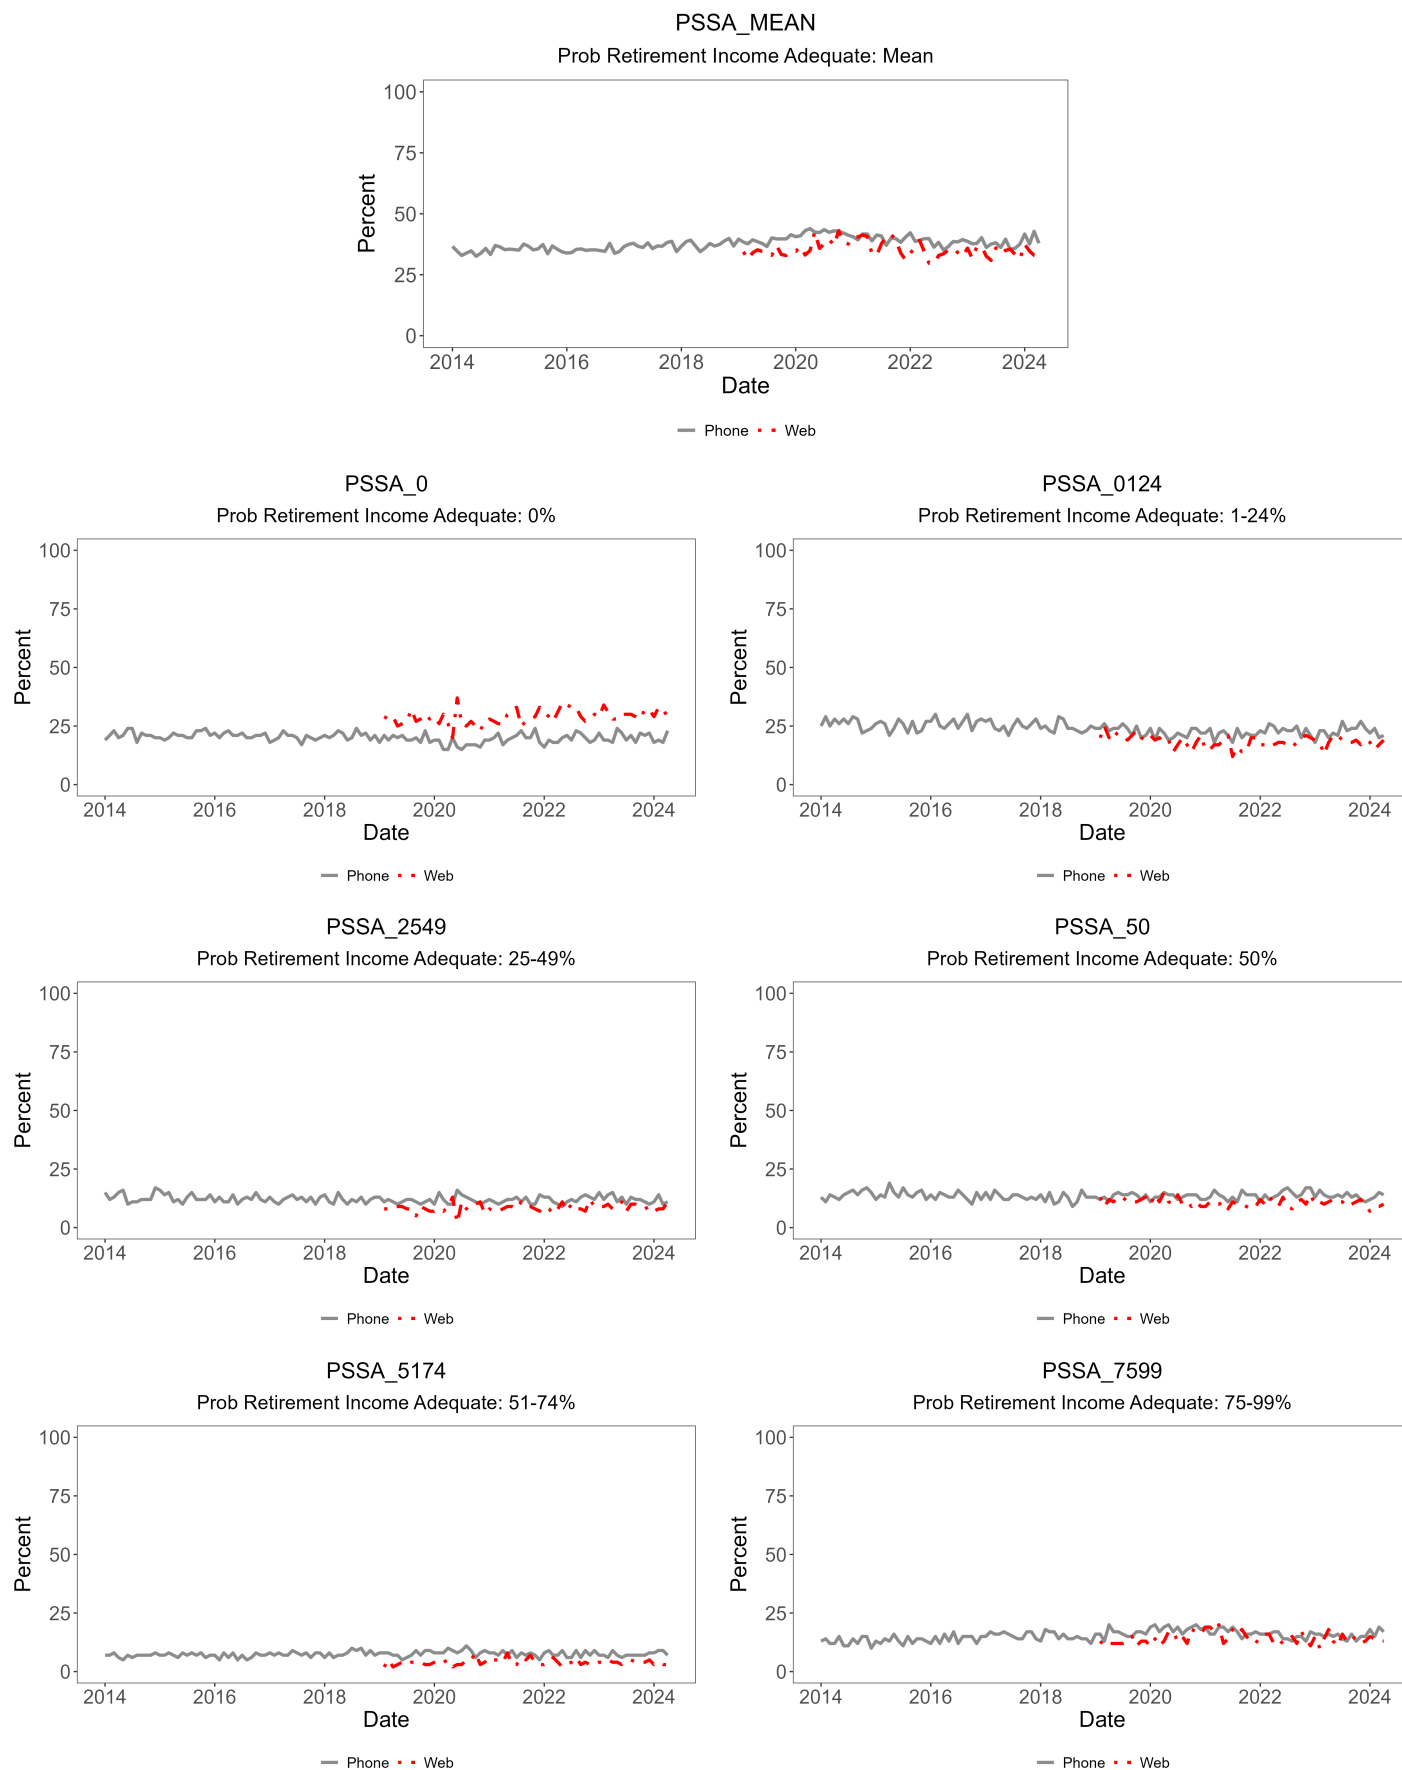 PSSA_MEAN
Prob Retirement Income Adequate: Mean
100
75
50
25
0
Percent
2014 2016 2018 2020 2022 2024
Date
Phone Web
PSSA_0
Prob Retirement Income Adequate: 0%
100
75
50
25
0
Percent
2014 2016 2018 2020 2022 2024
Date
Phone Web
PSSA_0124
Prob Retirement Income Adequate: 1-24%
100
75
50
25
0
Percent
2014 2016 2018 2020 2022 2024
Date
Phone Web
PSSA_2549
Prob Retirement Income Adequate: 25-49%
100
75
50
25
0
Percent
2014 2016 2018 2020 2022 2024
Date
Phone Web
PSSA_50
Prob Retirement Income Adequate: 50%
100
75
50
25
0
Percent
2014 2016 2018 2020 2022 2024
Date
Phone Web
PSSA_5174
Prob Retirement Income Adequate: 51-74%
100
75
50
25
0
Percent
2014 2016 2018 2020 2022 2024
Date
Phone Web
PSSA_7599
Prob Retirement Income Adequate: 75-99%
100
75
50
25
0
Percent
2014 2016 2018 2020 2022 2024
Date
Phone Web